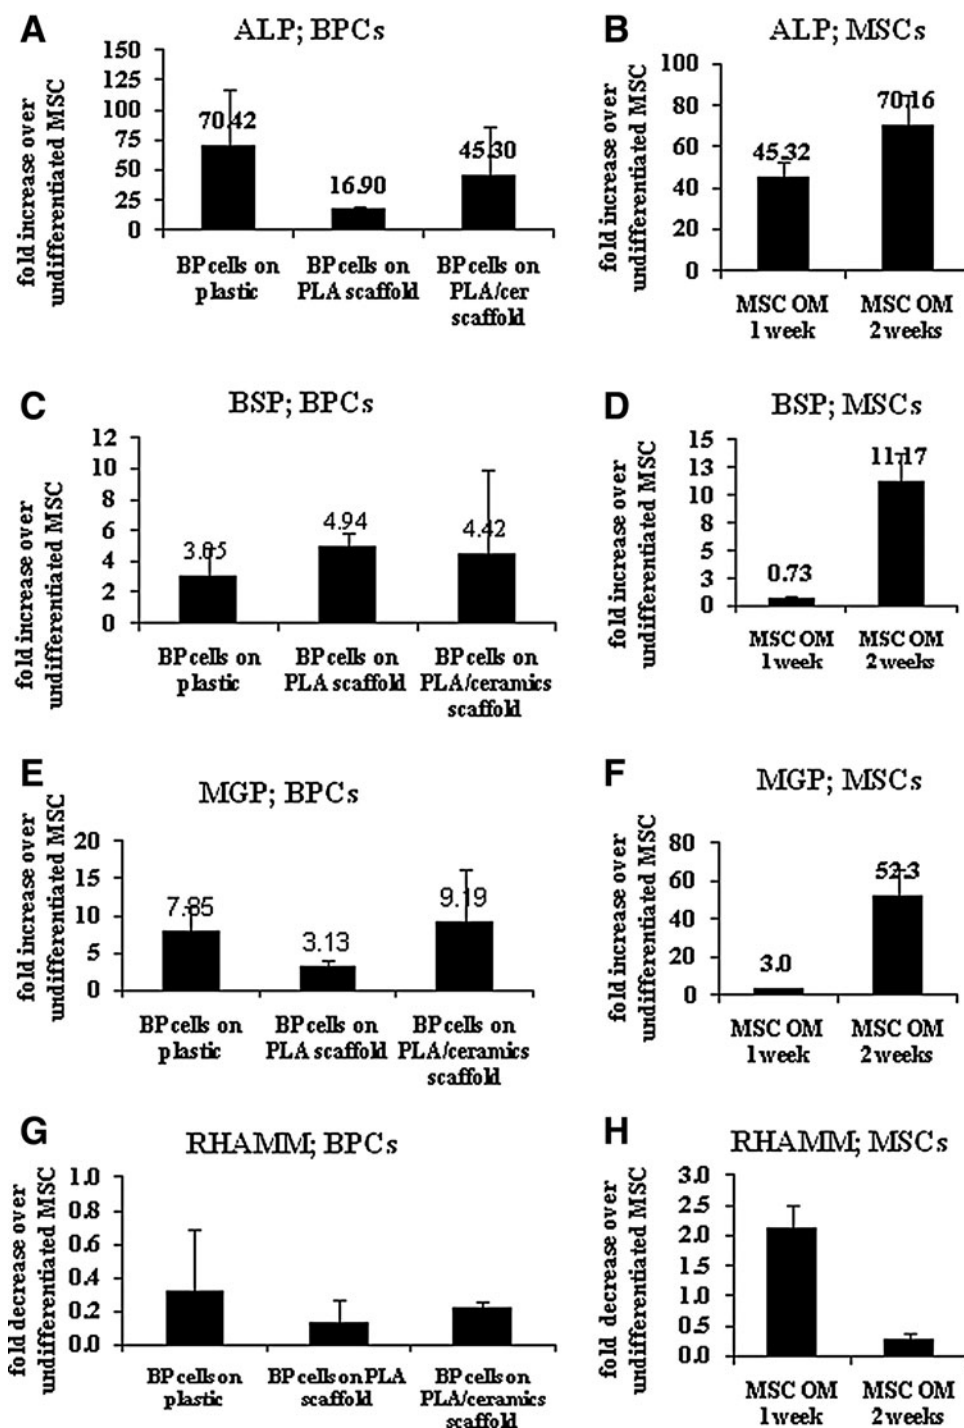 A
ALP; BPCs
fold increase over
undifferentiated MSC
150
125
100
75
50
25
0
70.42
16.90
45.30
BP cells on
plastic
BP cells on
PLA scaffold
BP cells on
PLA/cer
scaffold
B
ALP; MSCs
fold increase over
undifferentiated MSC
100
80
60
40
20
0
45.32
70.16
MSC OM
1 week
MSC OM
2 weeks
C
BSP; BPCs
fold increase over
undifferentiated MSC
12
10
8
6
4
2
0
3.05
4.94
4.42
BP cells on
plastic
BP cells on
PLA scaffold
BP cells on
PLA/ceramics
scaffold
D
BSP; MSCs
fold increase over
undifferentiated MSC
15
13
10
8
5
3
0
0.73
11.17
MSC OM
1 week
MSC OM
2 weeks
E
MGP; BPCs
fold increase over
undifferentiated MSC
20
15
10
5
0
7.85
3.13
9.19
BP cells on
plastic
BP cells on
PLA scaffold
BP cells on
PLA/ceramics
scaffold
F
MGP; MSCs
fold increase over
undifferentiated MSC
80
60
40
20
0
3.0
52.3
MSC OM
1 week
MSC OM
2 weeks
G
RHAMM; BPCs
fold decrease over
undifferentiated MSC
1.0
0.8
0.6
0.4
0.2
0.0
BP cells on
plastic
BP cells on PLA
scaffold
BP cells on
PLA/ceramics
scaffold
H
RHAMM; MSCs
fold decrease over
undifferentiated MSC
3.0
2.5
2.0
1.5
1.0
0.5
0.0
MSC OM
1 week
MSC OM
2 weeks